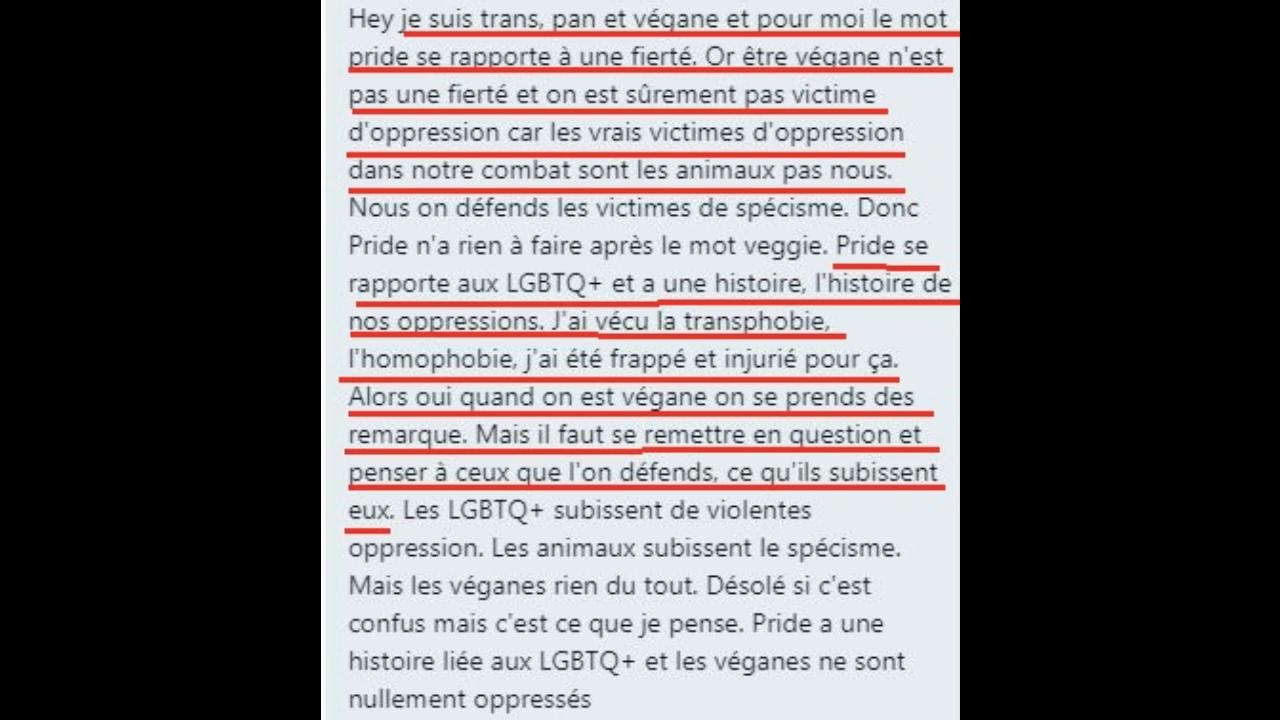 Hey je suis trans, pan et végane et pour moi le mot
pride se rapporte à une fierté. Or être végane n'est
pas une fierté et on est sûrement pas victime
d'oppression car les vrais victimes d'oppression
dans notre combat sont les animaux pas nous.
Nous on défends les victimes de spécisme. Donc
Pride n'a rien à faire après le mot veggie. Pride se
rapporte aux LGBTQ+ et a une histoire, l'histoire de
nos oppressions. J'ai vécu la transphobie,
l'homophobie, j'ai été frappé et injurié pour ça.
Alors oui quand on est végane on se prends des
remarque. Mais il faut se remettre en question et
penser à ceux que l'on défends, ce qu'ils subissent
eux. Les LGBTQ+ subissent de violentes
oppression. Les animaux subissent le spécisme.
Mais les véganes rien du tout. Désolé si c'est
confus mais c'est ce que je pense. Pride a une
histoire liée aux LGBTQ+ et les véganes ne sont
nullement oppressés